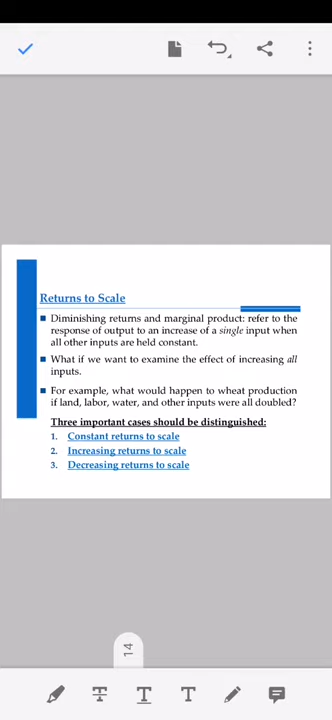 Returns to Scale
Diminishing returns and marginal product: refer to the
response of output to an increase of a single input when
all other inputs are held constant.
What if we want to examine the effect of increasing all
inputs.
For example, what would happen to wheat production
if land, labor, water, and other inputs were all doubled?
Three important cases should be distinguished:
1. Constant returns to scale
2. Increasing returns to scale
3. Decreasing returns to scale
14
T
T
T